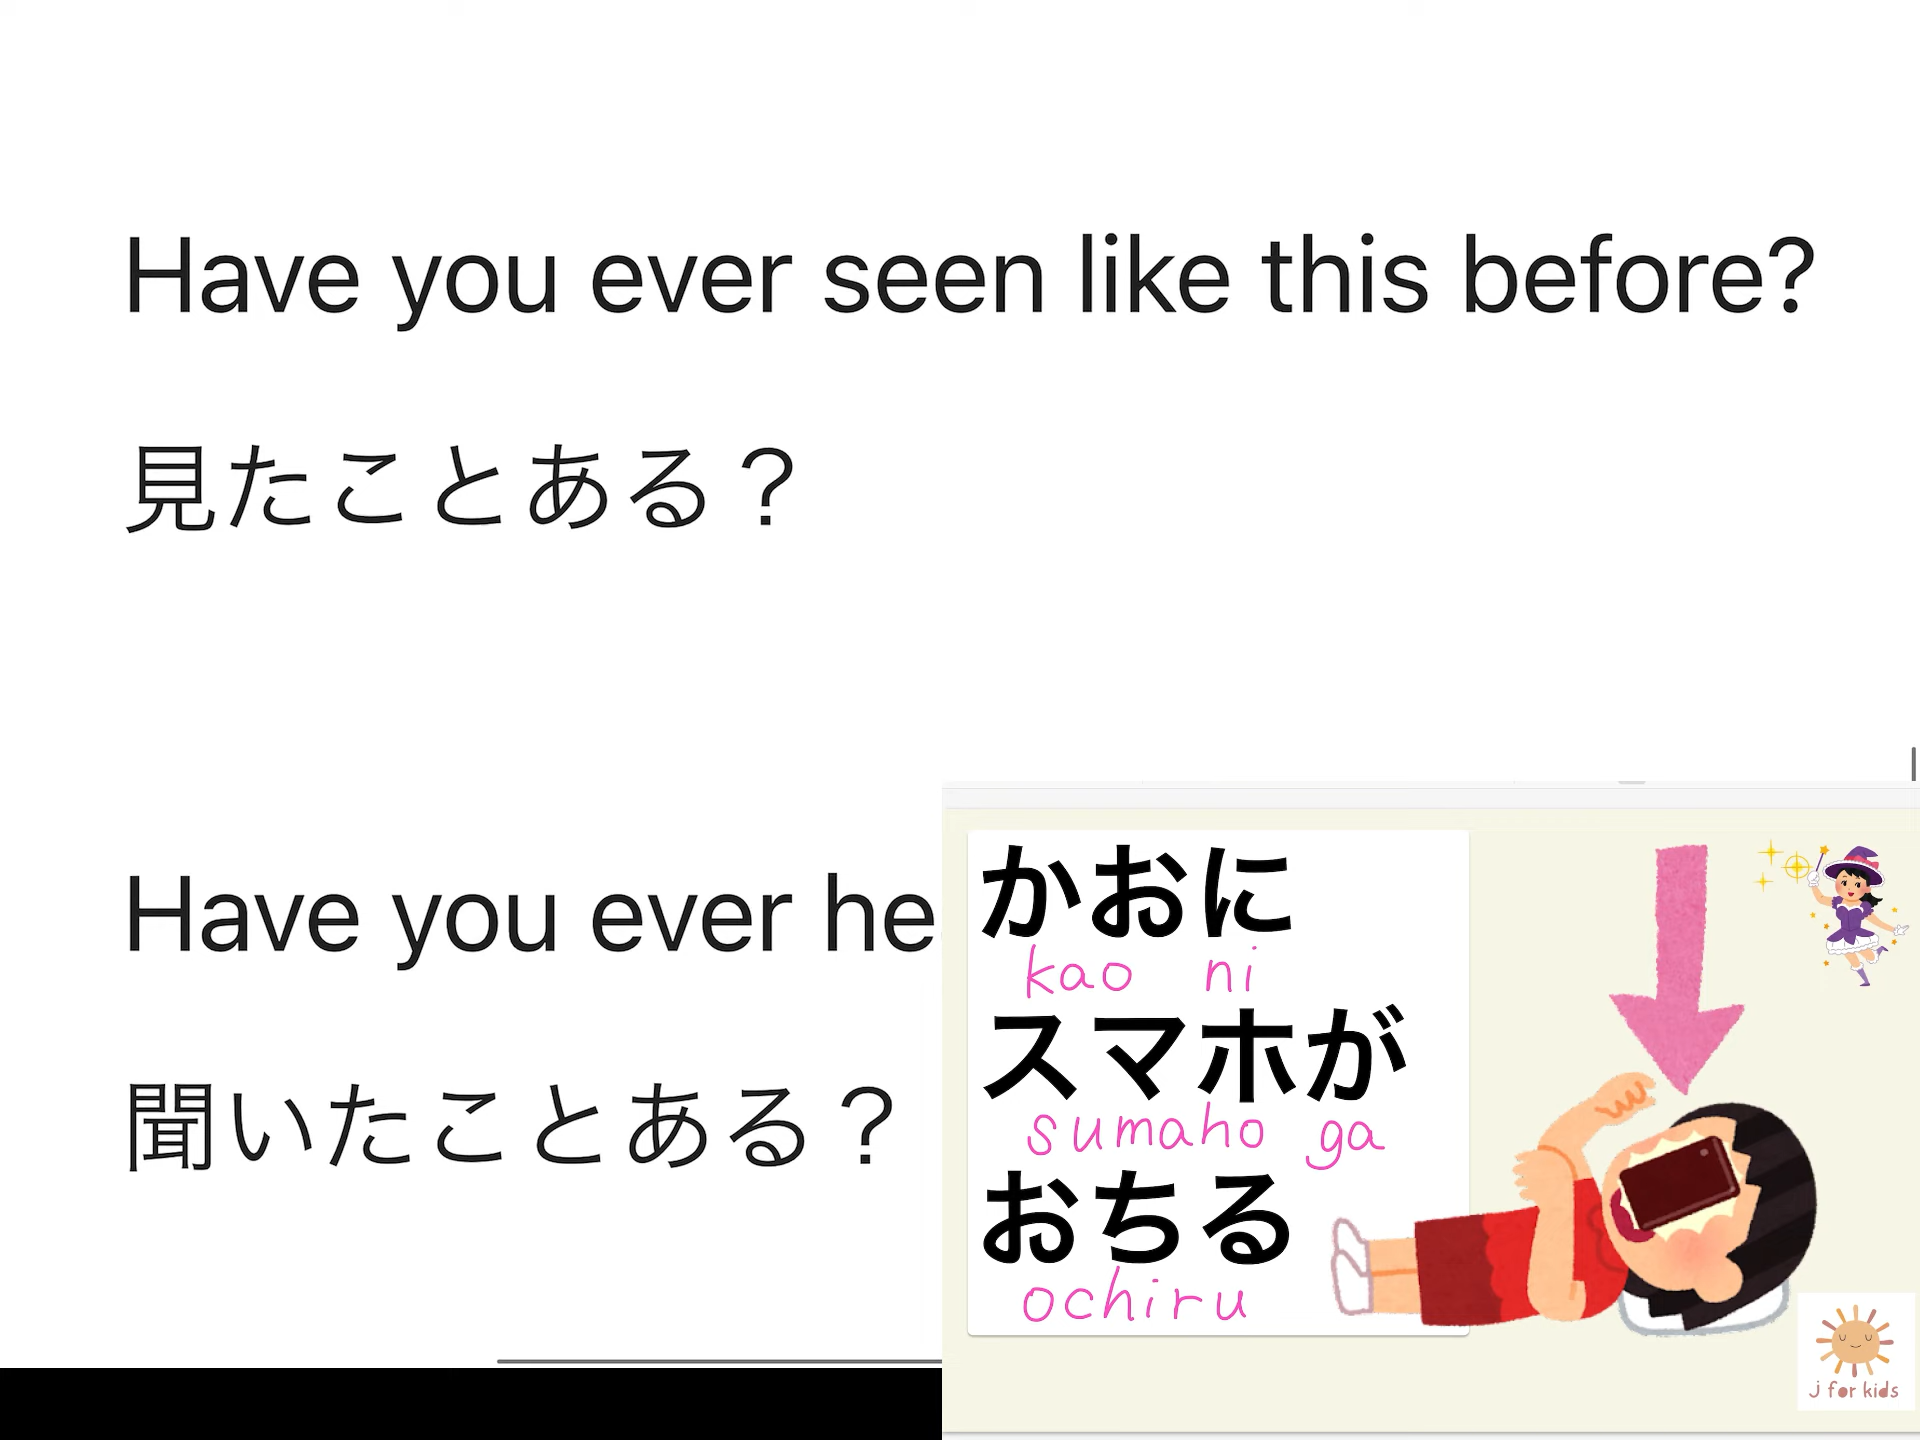 Have you ever seen like this before?
見たことある？
Have you ever
聞いたことある？
かおに
kao ni
スマホが
sumaho ga
おちる
ochiru
j for kids